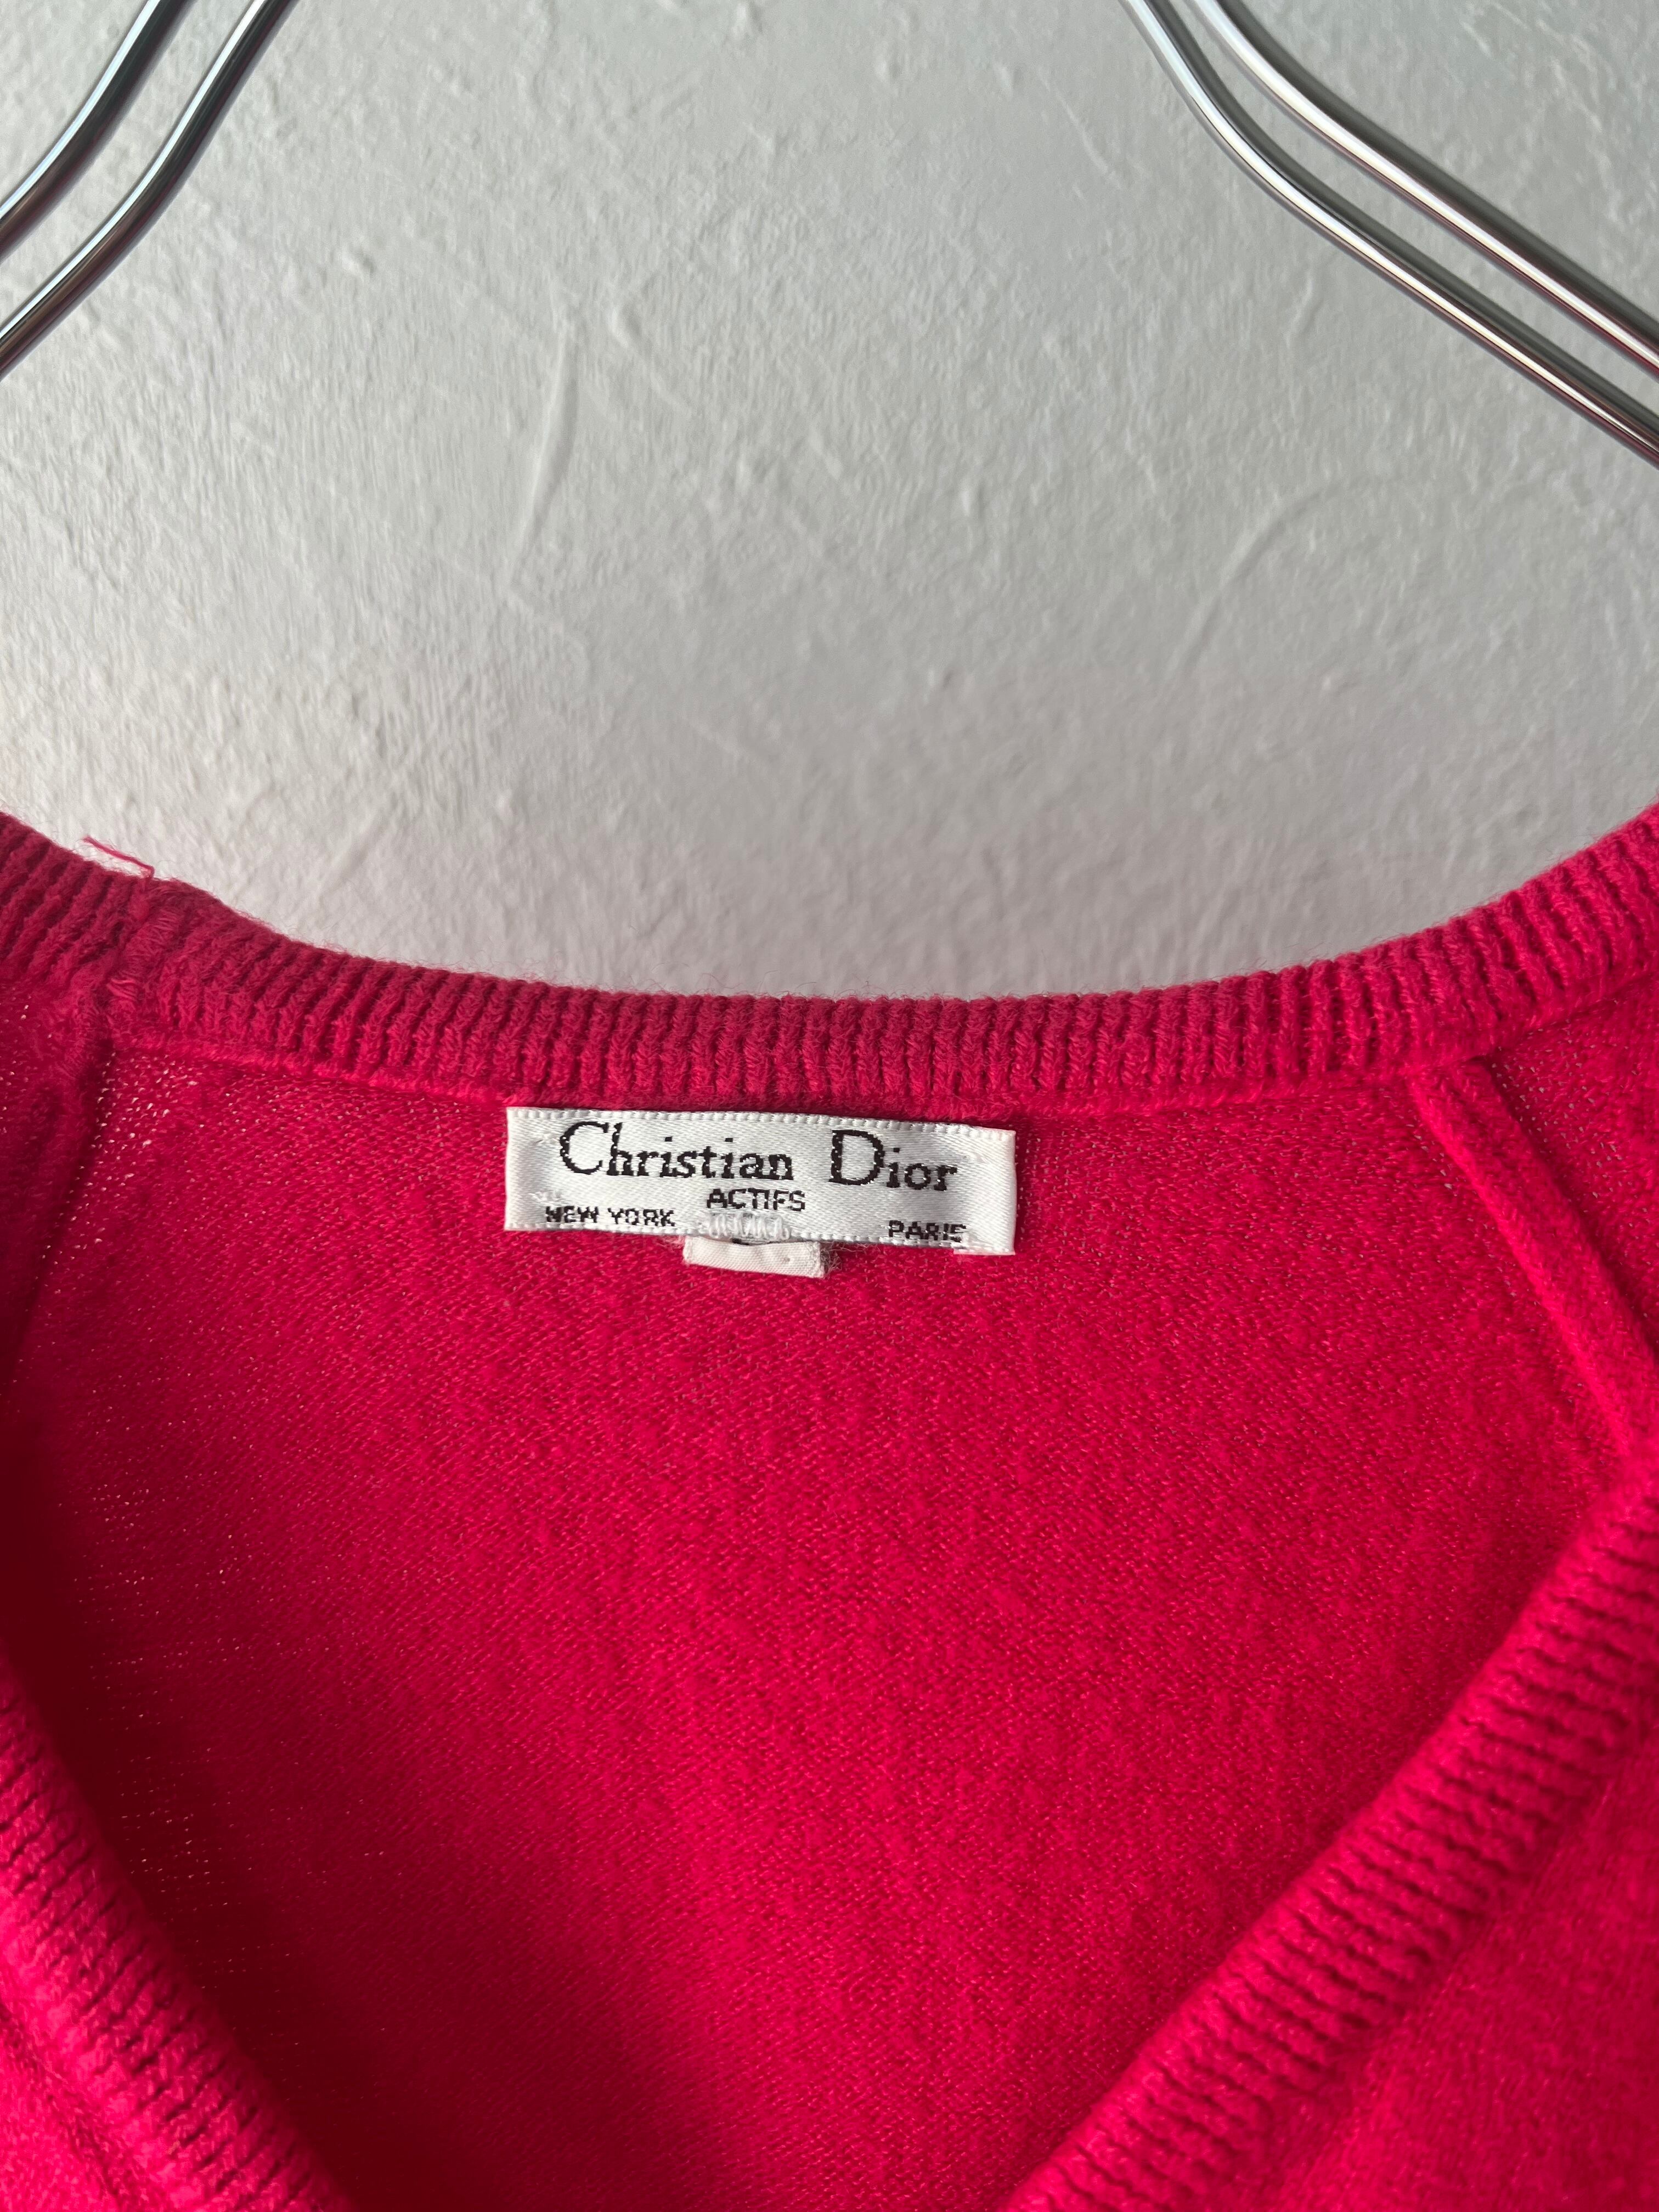 Christian Dior
ACTIFS
NEW YORK PARIS